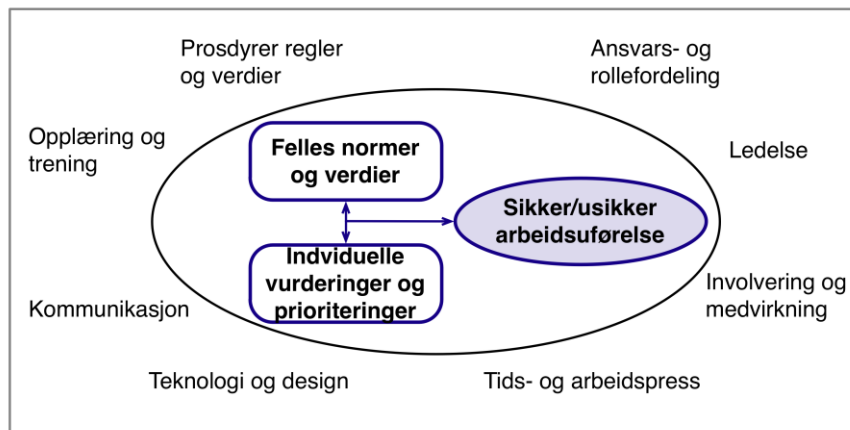 Prosdyrer regler
og verdier
Ansvars- og
rollefordeling
Opplæring og
trening
Felles normer
og verdier
Ledelse
Sikker/usikker
arbeidsuførelse
Indviduelle
vurderinger og
prioriteringer
Kommunikasjon
Involvering og
medvirkning
Teknologi og design
Tids- og arbeidspress